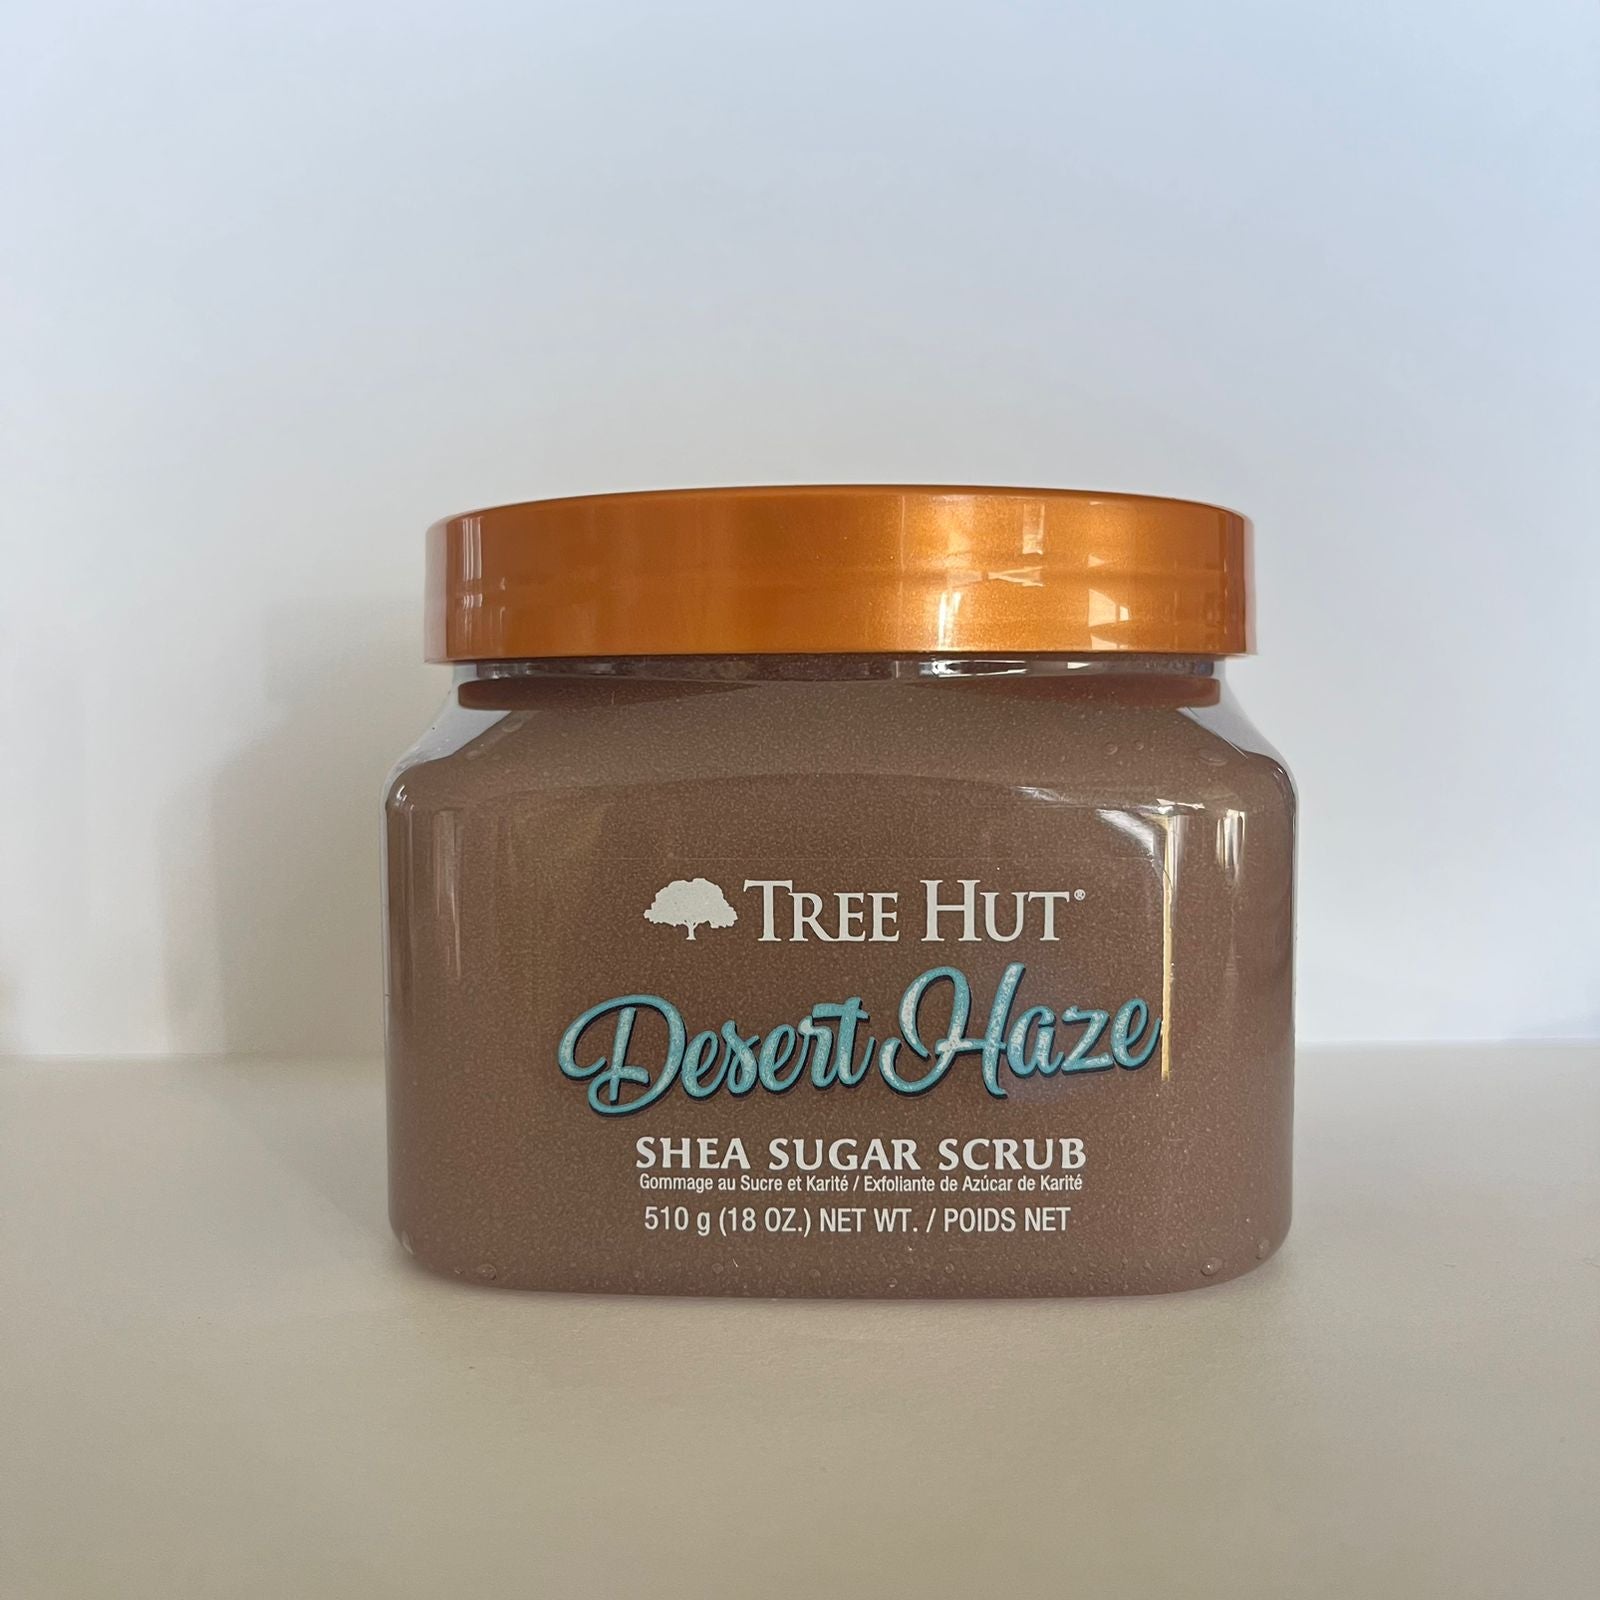 TREE HUT®
Desert Haze
SHEA SUGAR SCRUB
Gommage au Sucre et Karité / Exfoliante de Azúcar de Karité
510 g (18 OZ.) NET WT. / POIDS NET